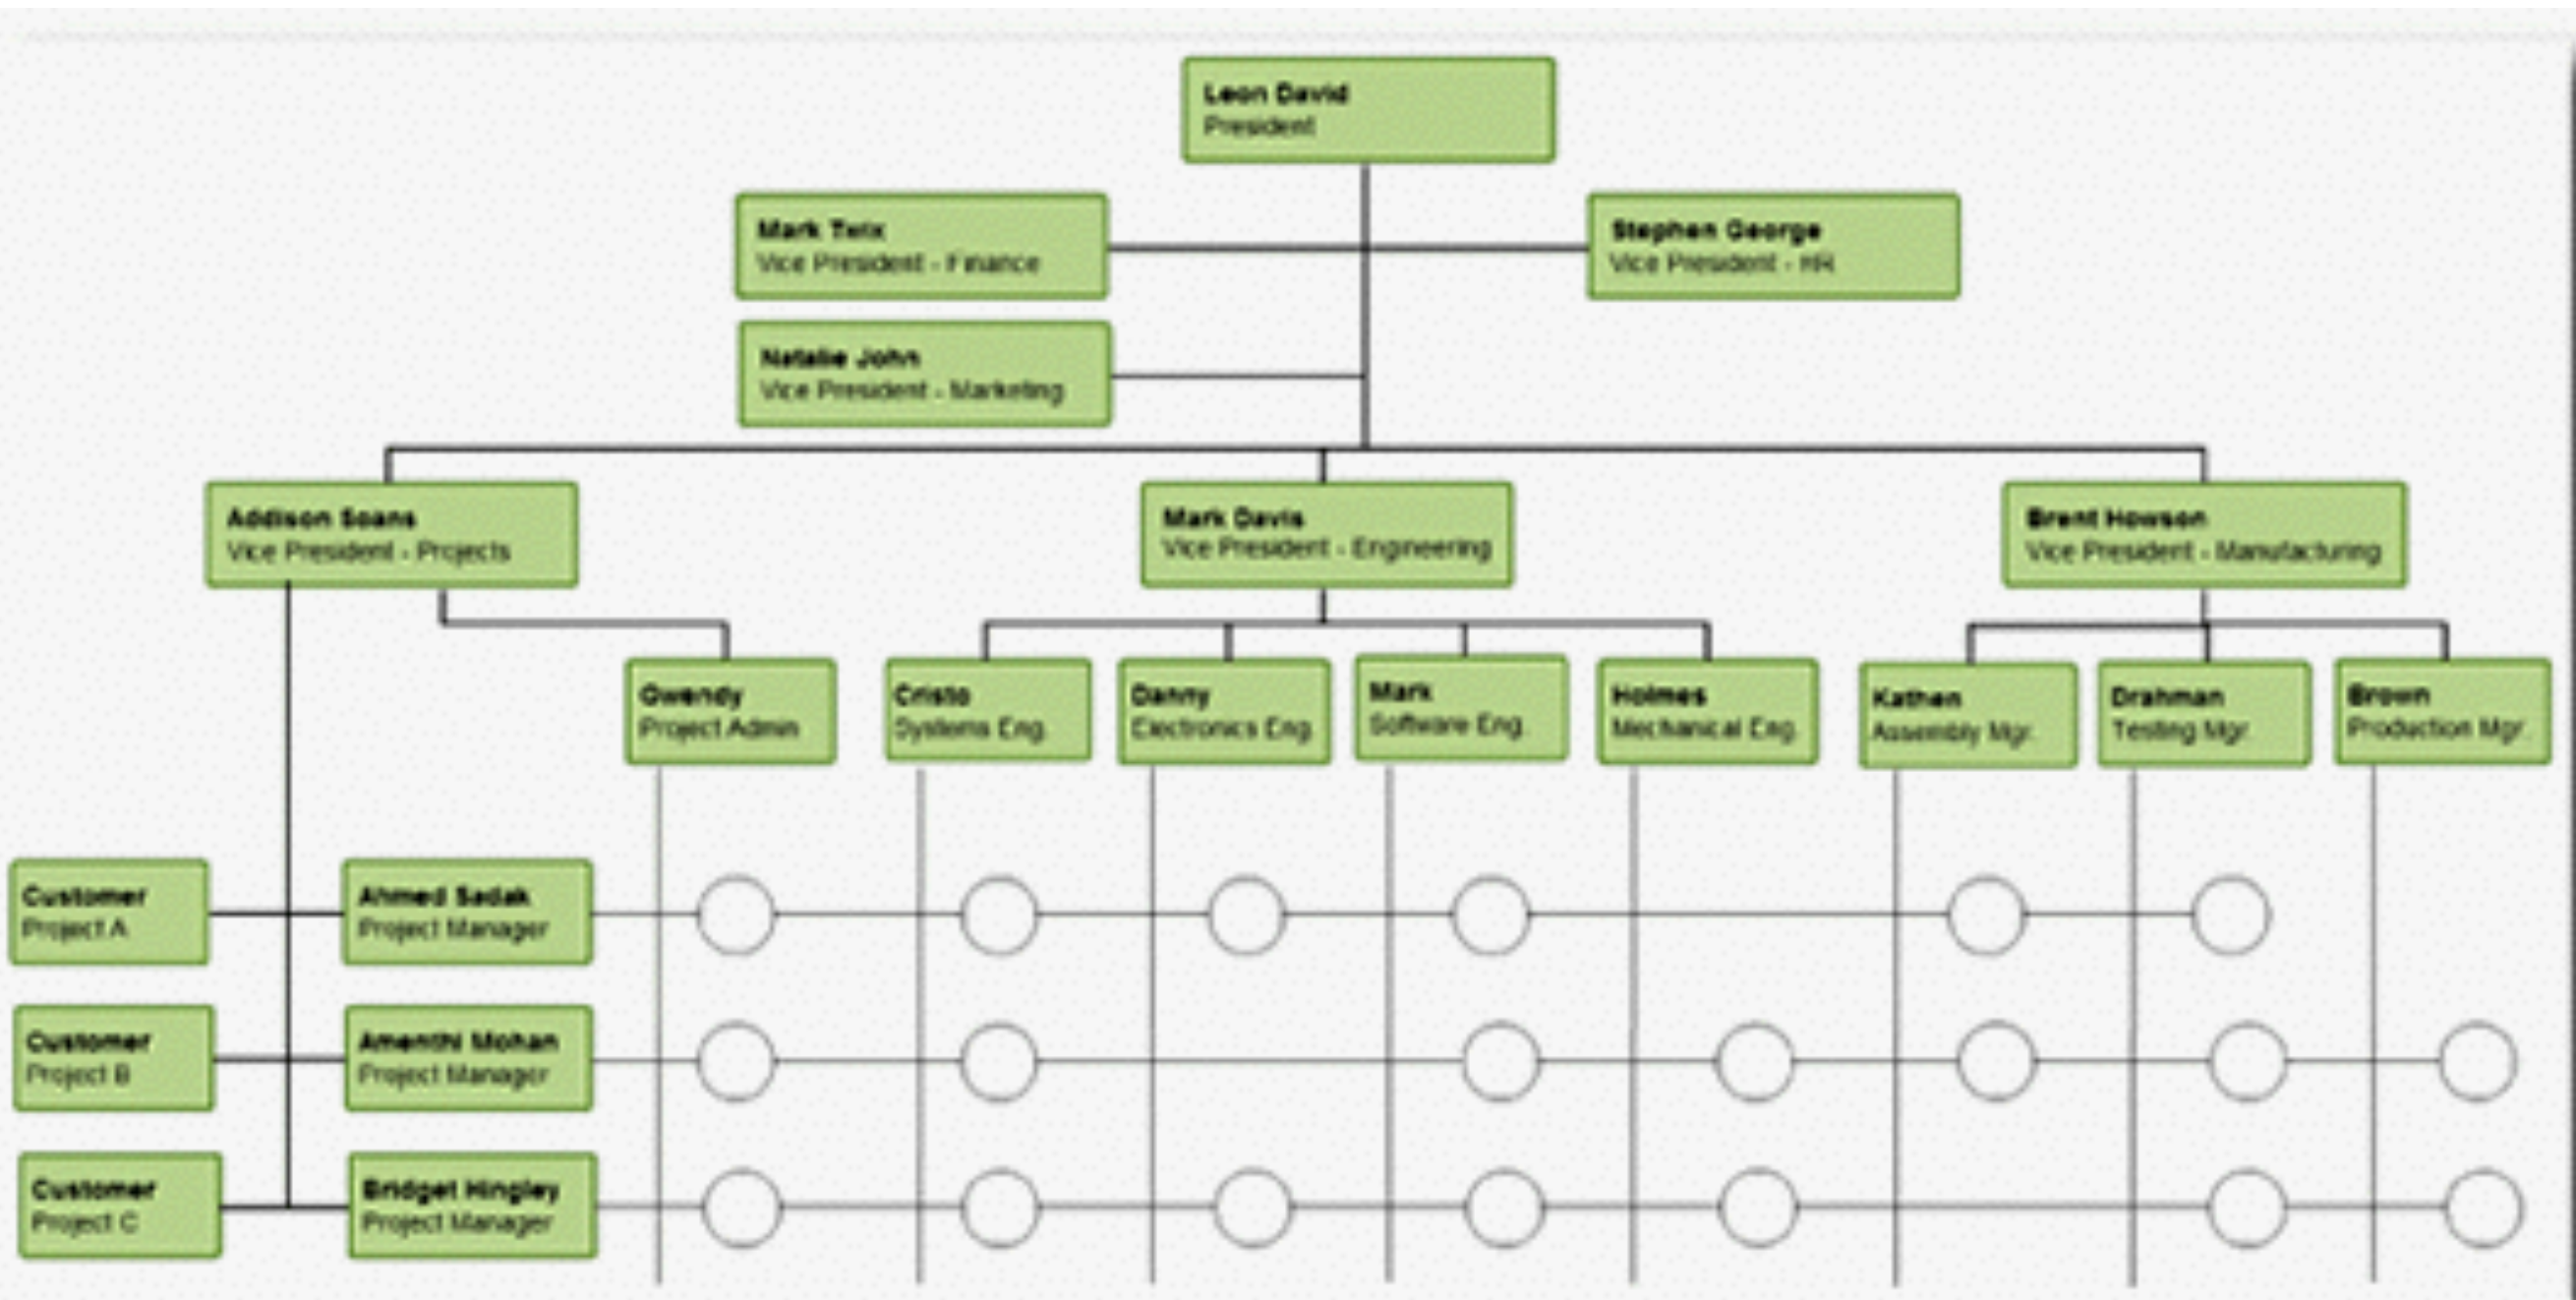 Leon David
President
Mark Twix
Vice President - Finance
Stephen George
Vice President - HR
Natalie John
Vice President - Marketing
Addison Soans
Vice President - Projects
Mark Davis
Vice President - Engineering
Brent Howson
Vice President - Manufacturing
Gwendy
Project Admin
Cristo
Systems Eng.
Danny
Electronics Eng.
Mark
Software Eng.
Holmes
Mechanical Eng.
Kathen
Assembly Mgr.
Drahman
Testing Mgr.
Brown
Production Mgr.
Customer
Project A
Ahmed Sadak
Project Manager
Customer
Project B
Amenthi Mohan
Project Manager
Customer
Project C
Bridget Hingley
Project Manager